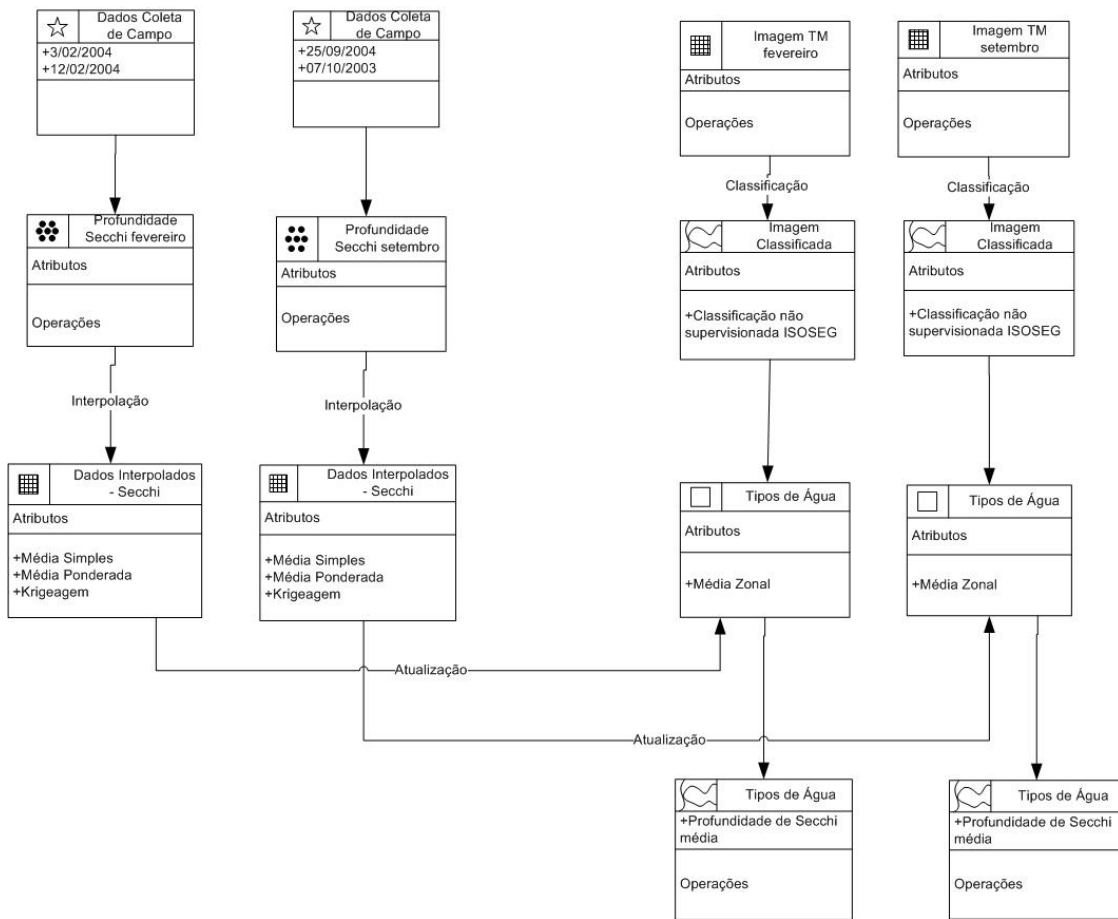 Dados Coleta
de Campo
+3/02/2004
+12/02/2004
Dados Coleta
de Campo
+25/09/2004
+07/10/2003
Imagem TM
fevereiro
Atributos
Operações
Imagem TM
setembro
Atributos
Operações
Classificação
Classificação
Profundidade
Secchi fevereiro
Atributos
Operações
Profundidade
Secchi setembro
Atributos
Operações
Imagem
Classificada
Atributos
+Classificação não
supervisionada ISOSEG
Imagem
Classificada
Atributos
+Classificação não
supervisionada ISOSEG
Interpolação
Interpolação
Dados Interpolados
- Secchi
Atributos
+Média Simples
+Média Ponderada
+Krigeagem
Dados Interpolados
- Secchi
Atributos
+Média Simples
+Média Ponderada
+Krigeagem
Tipos de Água
Atributos
+Média Zonal
Tipos de Água
Atributos
+Média Zonal
Atualização
Atualização
Tipos de Água
+Profundidade de Secchi
média
Operações
Tipos de Água
+Profundidade de Secchi
média
Operações